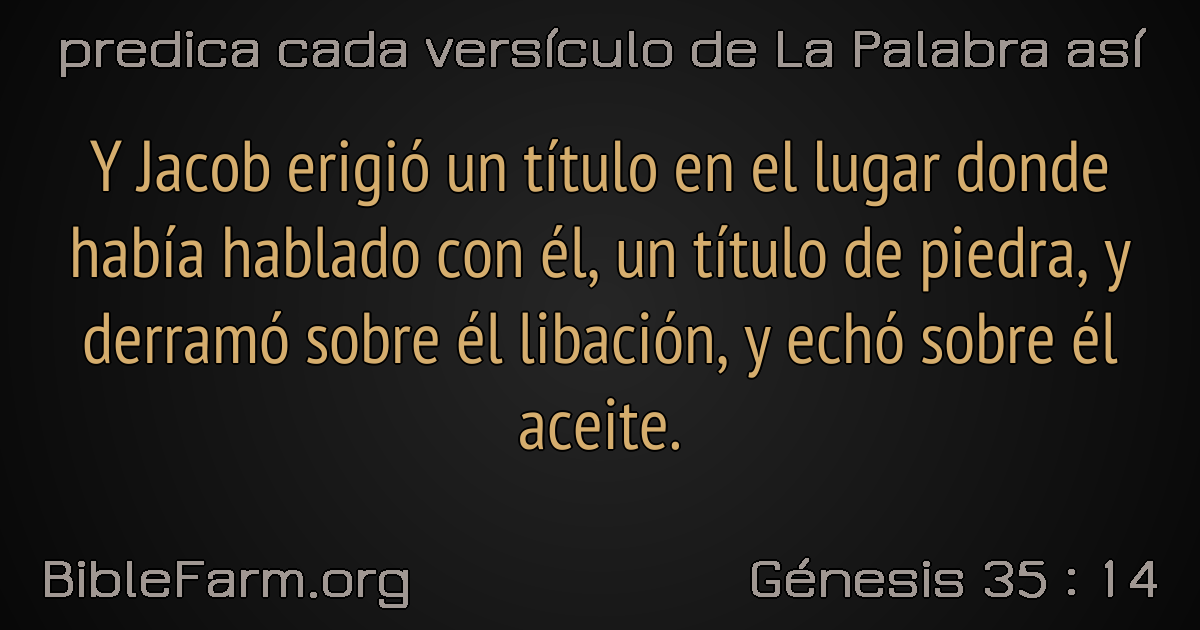 predica cada versículo de La Palabra así
Y Jacob erigió un título en el lugar donde
había hablado con él, un título de piedra, y
derramó sobre él libación, y echó sobre él
aceite.
BibleFarm.org
Génesis 35 : 14